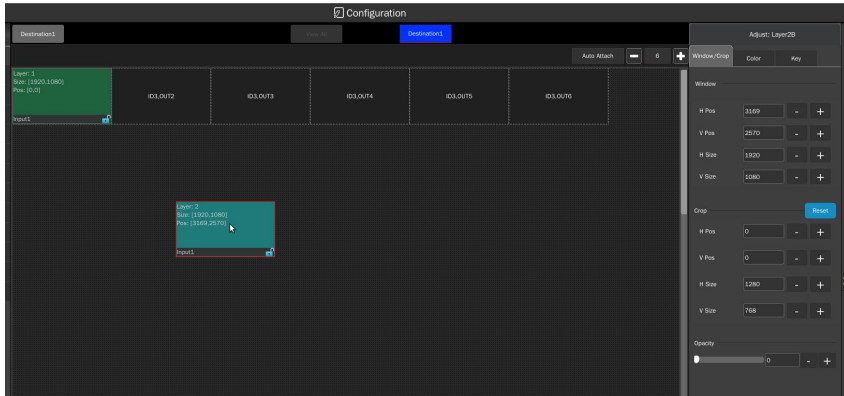 Configuration
Destination1
View All
Destination1
Adjust: Layer2B
Auto Attach
6
Window/Crop
Color
Key
Layer: 1
Size: [1920,1080]
Pos: [0,0]
Input1
ID3,OUT2
ID3,OUT3
ID3,OUT4
ID3,OUT5
ID3,OUT6
Layer: 2
Size: [1920,1080]
Pos: [3169,2570]
Input1
Window
H Pos 3169 - +
V Pos 2570 - +
H Size 1920 - +
V Size 1080 - +
Crop
Reset
H Pos 0 - +
V Pos 0 - +
H Size 1280 - +
V Size 768 - +
Opacity
0 - +